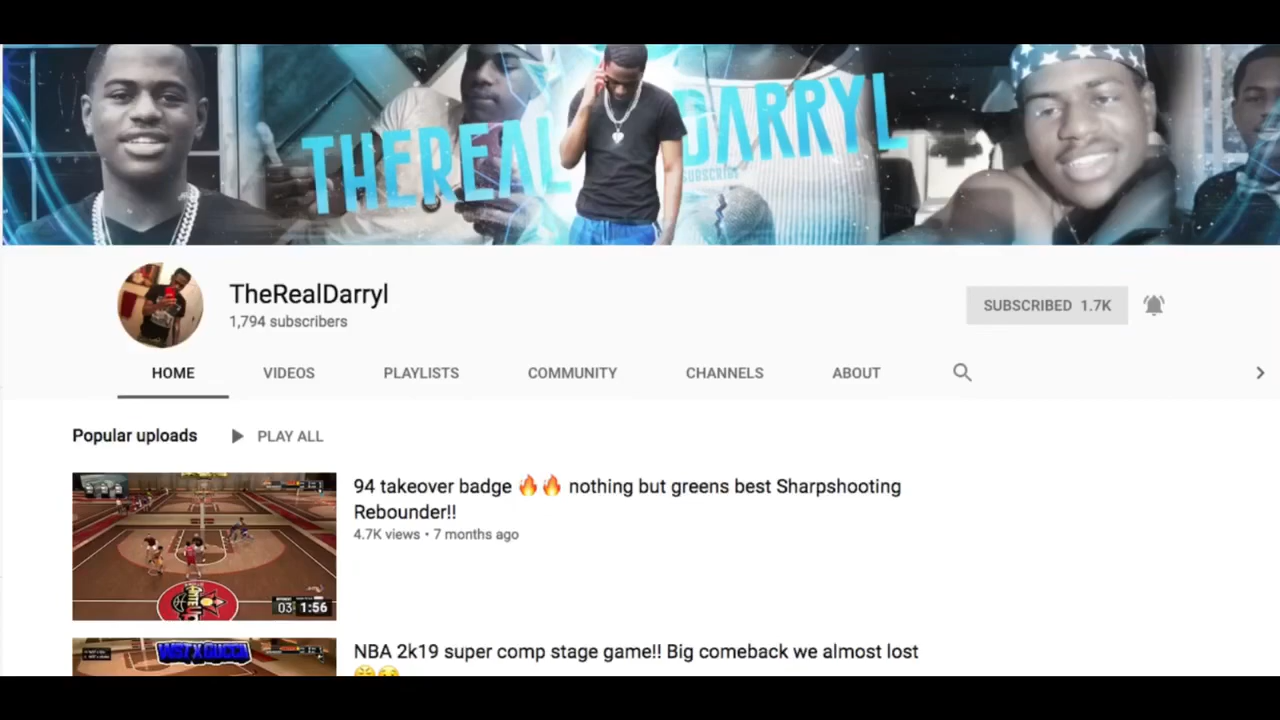 THEREAL DARRYL
SUBSCRIBE
TheRealDarryl
1,794 subscribers
SUBSCRIBED 1.7K
HOME VIDEOS PLAYLISTS COMMUNITY CHANNELS ABOUT
Popular uploads PLAY ALL
94 takeover badge 🔥🔥 nothing but greens best Sharpshooting
Rebounder!!
4.7K views • 7 months ago
03 1:56
NBA 2k19 super comp stage game!! Big comeback we almost lost